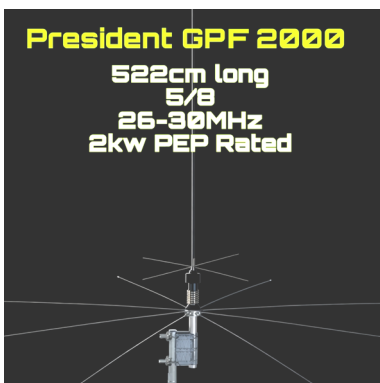 President GPF 2000
522cm long
5/8
26-30MHz
2kw PEP Rated